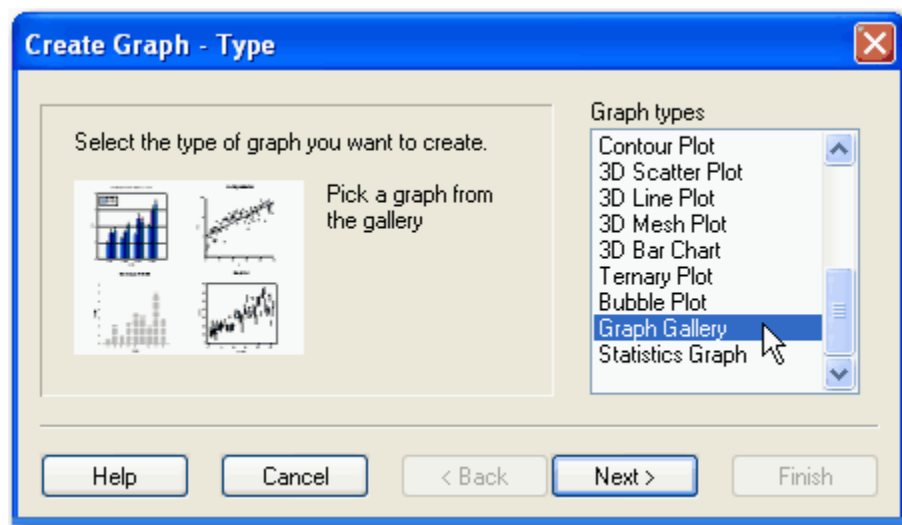 Create Graph - Type
Select the type of graph you want to create.
Pick a graph from
the gallery
Graph types
Contour Plot
3D Scatter Plot
3D Line Plot
3D Mesh Plot
3D Bar Chart
Ternary Plot
Bubble Plot
Graph Gallery
Statistics Graph
Help
Cancel
< Back
Next >
Finish